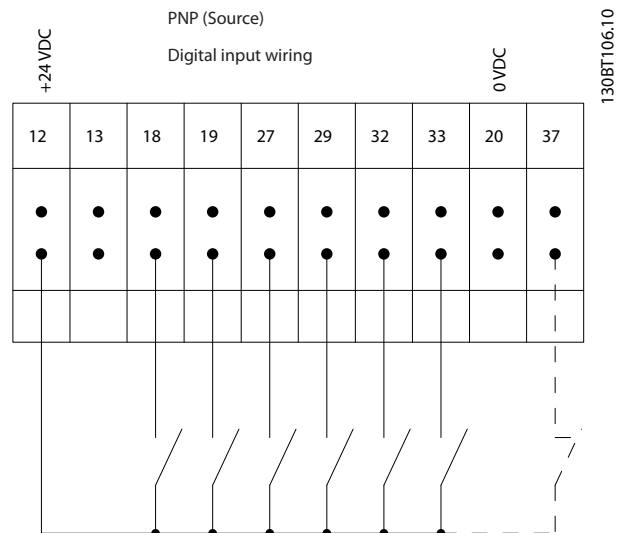 PNP (Source)
Digital input wiring
+24 VDC
0 VDC
130BT106.10
12 13 18 19 27 29 32 33 20 37